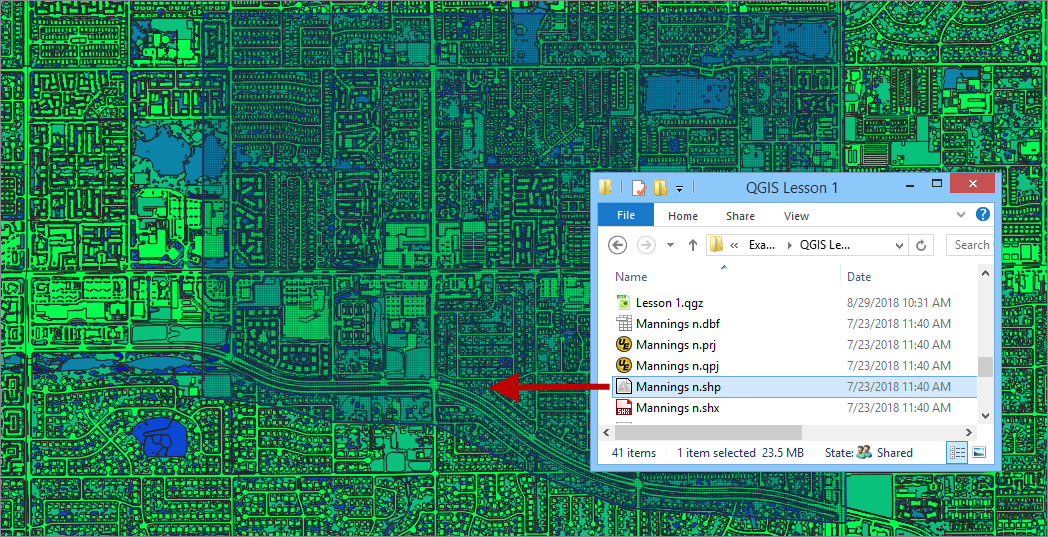 QGIS Lesson 1
File Home Share View
« Exa... QGIS Le... Search
Name Date
Lesson 1.qgz 8/29/2018 10:31 AM
Mannings n.dbf 7/23/2018 11:40 AM
Mannings n.prj 7/23/2018 11:40 AM
Mannings n.qpj 7/23/2018 11:40 AM
Mannings n.shp 7/23/2018 11:40 AM
SHX Mannings n.shx 7/23/2018 11:40 AM
41 items 1 item selected 23.5 MB State: Shared